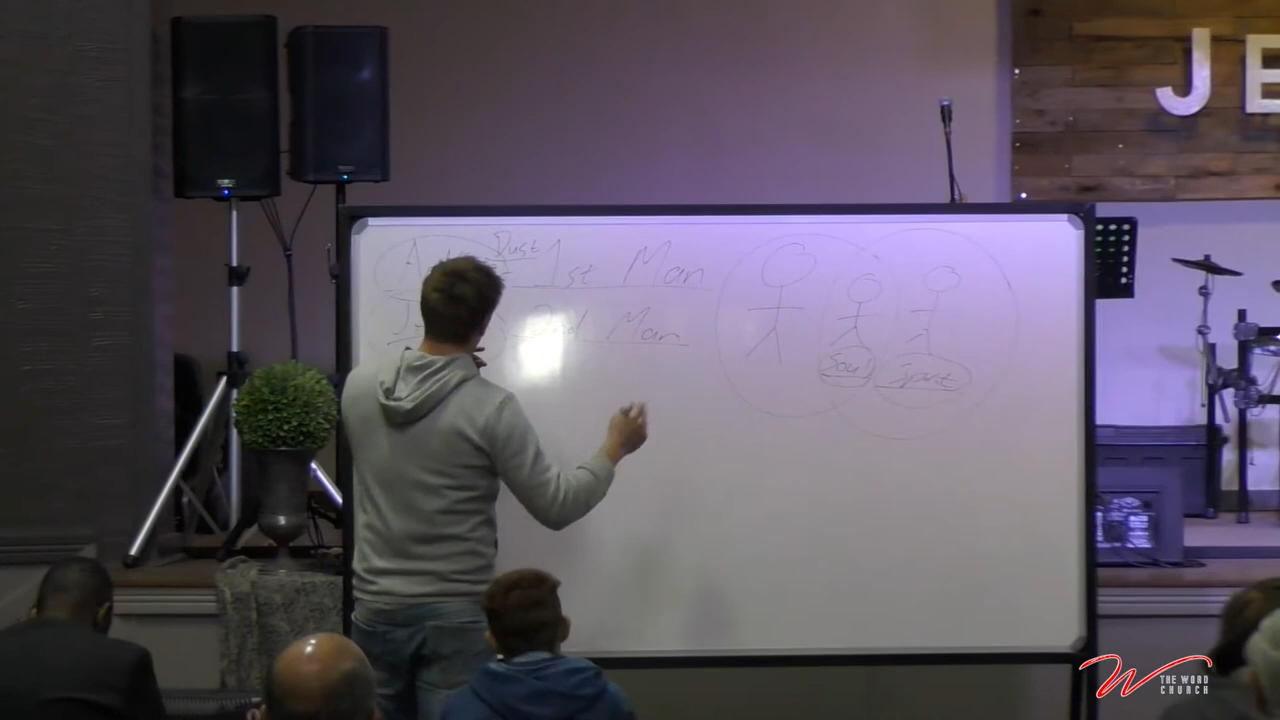 JE
Dust
1st Man
2nd Man
Soul
Spirit
THE WORD
CHURCH